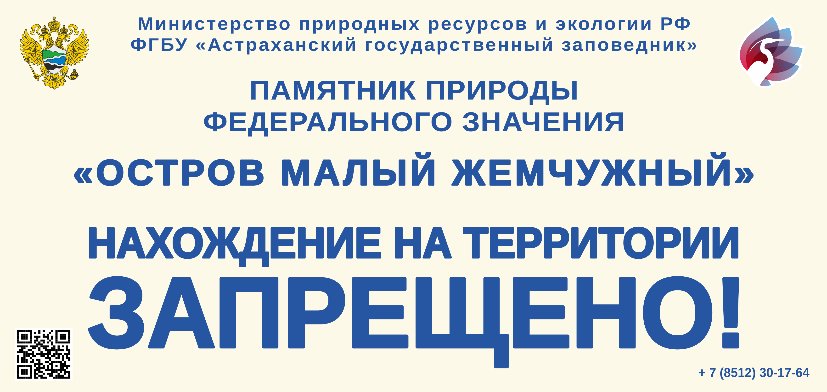 Министерство природных ресурсов и экологии РФ
ФГБУ «Астраханский государственный заповедник»
ПАМЯТНИК ПРИРОДЫ
ФЕДЕРАЛЬНОГО ЗНАЧЕНИЯ
«ОСТРОВ МАЛЫЙ ЖЕМЧУЖНЫЙ»
НАХОЖДЕНИЕ НА ТЕРРИТОРИИ
ЗАПРЕЩЕНО!
+ 7 (8512) 30-17-64